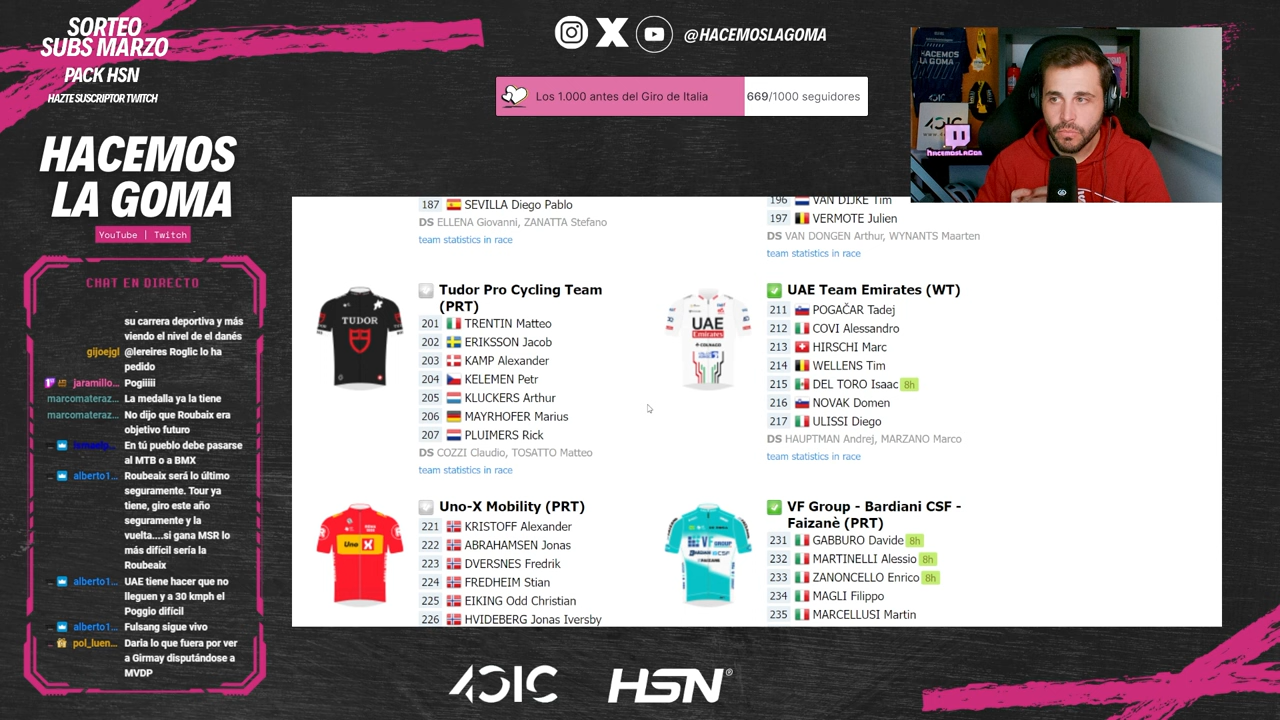 SORTEO
SUBS MARZO
PACK HSN
HAZTE SUSCRIPTOR TWITCH
@HACEMOSLAGOMA
Los 1.000 antes del Giro de Italia
669/1000 seguidores
HACEMOS
LA GOMA
YouTube | Twitch
CHAT EN DIRECTO
su carrera deportiva y más
viendo el nivel de el danés
gijoejgl @lereires Roglic lo ha
pedido
jaramillo... Pogiiiii
marcomateraz... La medalla ya la tiene
marcomateraz... No dijo que Roubaix era
objetivo futuro
En tú pueblo debe pasarse
al MTB o a BMX
alberto1... Roubeaix será lo último
seguramente. Tour ya
tiene, giro este año
seguramente y la
vuelta....si gana MSR lo
más difícil sería la
Roubeaix
alberto1... UAE tiene hacer que no
lleguen y a 30 kmph el
Poggio difícil
alberto1... Fulsang sigue vivo
pol_luen... Daria lo que fuera por ver
a Girmay disputándose a
MVDP
187 SEVILLA Diego Pablo
DS ELLENA Giovanni, ZANATTA Stefano
team statistics in race
196 VAN DIJKE Tim
197 VERMOTE Julien
DS VAN DONGEN Arthur, WYNANTS Maarten
team statistics in race
TUDOR
Tudor Pro Cycling Team
(PRT)
201 TRENTIN Matteo
202 ERIKSSON Jacob
203 KAMP Alexander
204 KELEMEN Petr
205 KLUCKERS Arthur
206 MAYRHOFER Marius
207 PLUIMERS Rick
DS COZZI Claudio, TOSATTO Matteo
team statistics in race
UAE
Emirates
COLNAGO
UAE Team Emirates (WT)
211 POGAČAR Tadej
212 COVI Alessandro
213 HIRSCHI Marc
214 WELLENS Tim
215 DEL TORO Isaac 8h
216 NOVAK Domen
217 ULISSI Diego
DS HAUPTMAN Andrej, MARZANO Marco
team statistics in race
Uno X
Uno-X Mobility (PRT)
221 KRISTOFF Alexander
222 ABRAHAMSEN Jonas
223 DVERSNES Fredrik
224 FREDHEIM Stian
225 EIKING Odd Christian
226 HVIDEBERG Jonas Iversby
VF GROUP
VF Group - Bardiani CSF -
Faizanè (PRT)
231 GABBURO Davide 8h
232 MARTINELLI Alessio 8h
233 ZANONCELLO Enrico 8h
234 MAGLI Filippo
235 MARCELLUSI Martin
HACEMOS
LA GOMA
HACEMOSLAGOA
HSN®